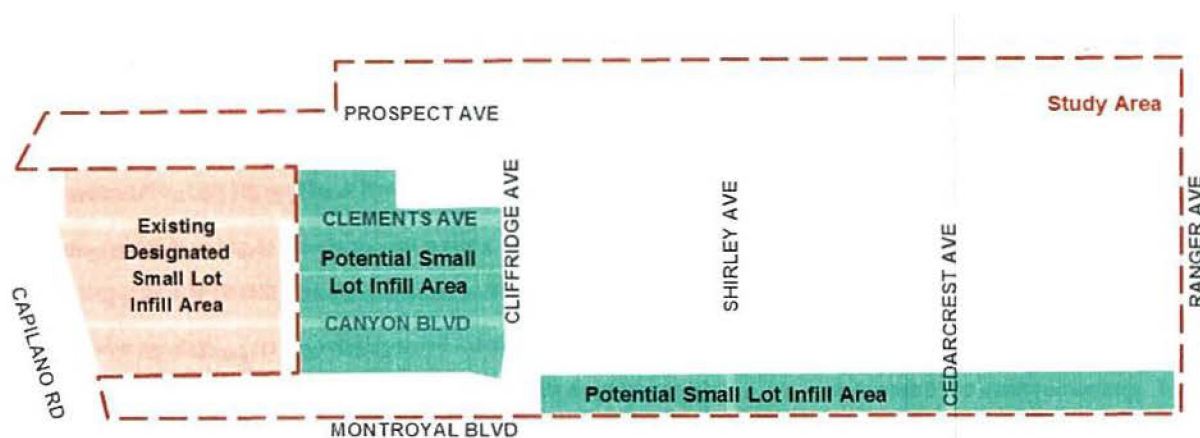 Study Area
PROSPECT AVE
RANGER AVE
CLIFFRIDGE AVE
SHIRLEY AVE
CEDARCREST AVE
Existing
Designated
Small Lot
Infill Area
CLEMENTS AVE
Potential Small
Lot Infill Area
CANYON BLVD
CAPILANO RD
Potential Small Lot Infill Area
MONTROYAL BLVD